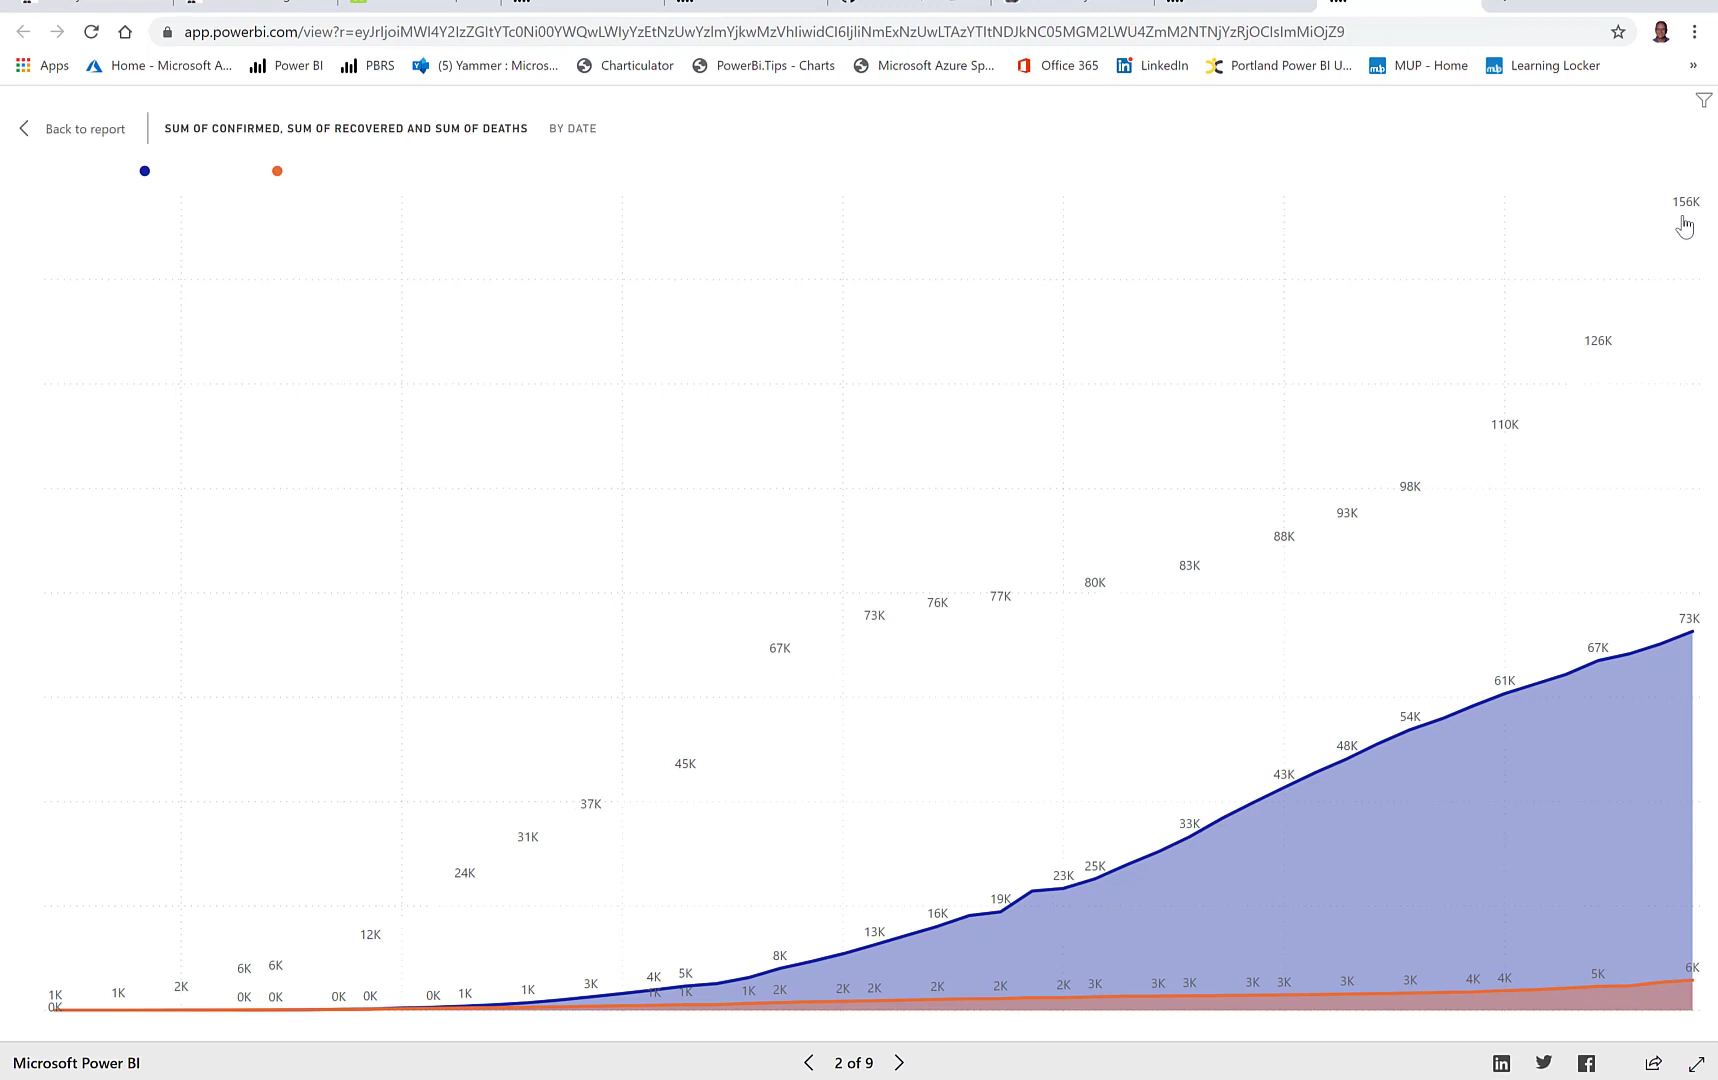 app.powerbi.com/view?r=eyJrIjoiMWI4Y2IzZGItYTc0Ni00YWQwLWIyYzEtNzUwYzlmYjkwMzVhIiwidCI6IjliNmExNzUwLTAzYTItNDJkNC05MGM2LWU4ZmM2NTNjYzRjOCIsImMiOjZ9
Apps Home - Microsoft A... Power BI PBRS (5) Yammer : Micros... Charticulator PowerBi.Tips - Charts Microsoft Azure Sp... Office 365 LinkedIn Portland Power BI U... MUP - Home Learning Locker »
Back to report SUM OF CONFIRMED, SUM OF RECOVERED AND SUM OF DEATHS BY DATE
156K
126K
110K
98K
93K
88K
83K
80K
77K
76K
73K
73K
67K 67K
61K
54K
48K
45K
43K
37K
33K
31K
24K 23K 25K
19K
16K
12K 13K
8K
6K 6K 6K
4K 5K 5K
1K 1K 2K 1K 3K 4K 4K
0K 0K 0K 0K 0K 0K 1K 1K 1K 1K 2K 2K 2K 2K 2K 2K 3K 3K 3K 3K 3K 3K 3K
Microsoft Power BI 2 of 9